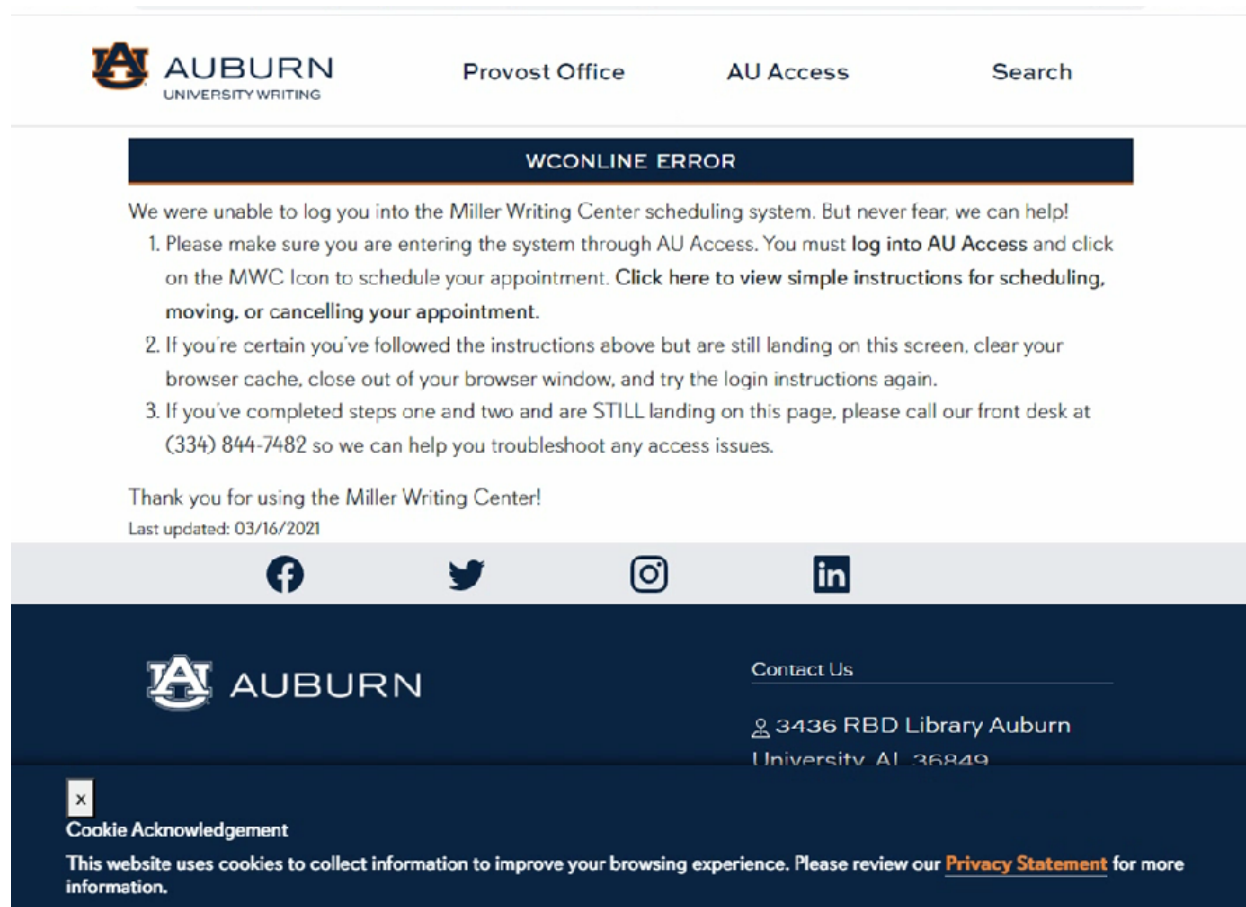 AUBURN
UNIVERSITY WRITING
Provost Office
AU Access
Search
WCONLINE ERROR
We were unable to log you into the Miller Writing Center scheduling system. But never fear, we can help!
1. Please make sure you are entering the system through AU Access. You must log into AU Access and click
on the MWC Icon to schedule your appointment. Click here to view simple instructions for scheduling,
moving, or cancelling your appointment.
2. If you're certain you've followed the instructions above but are still landing on this screen, clear your
browser cache, close out of your browser window, and try the login instructions again.
3. If you've completed steps one and two and are STILL landing on this page, please call our front desk at
(334) 844-7482 so we can help you troubleshoot any access issues.
Thank you for using the Miller Writing Center!
Last updated: 03/16/2021
AUBURN
Contact Us
3436 RBD Library Auburn
University, AL 36849
x
Cookie Acknowledgement
This website uses cookies to collect information to improve your browsing experience. Please review our Privacy Statement for more
information.